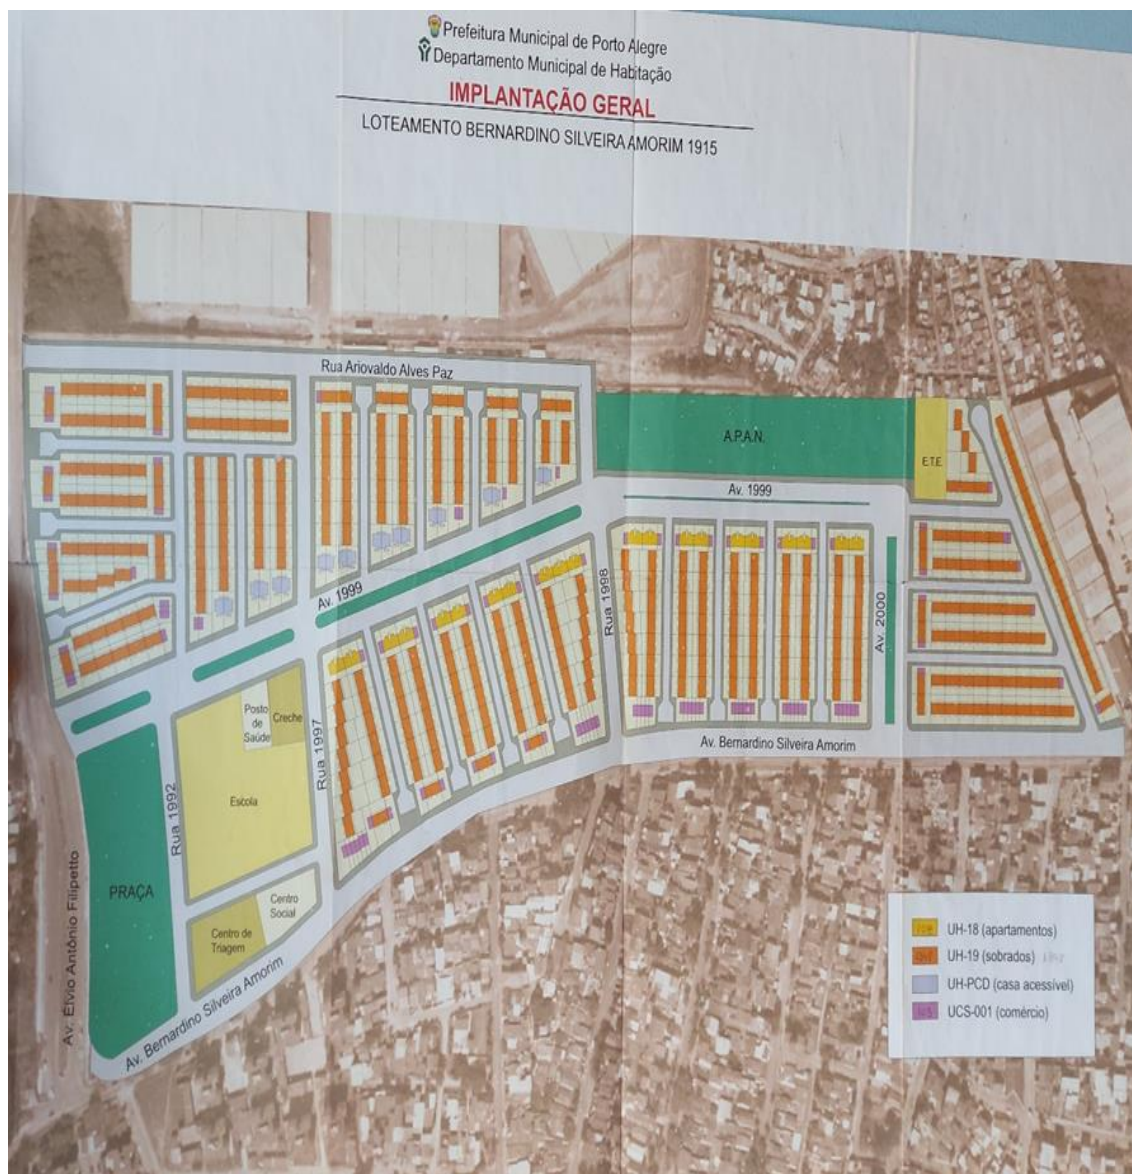 Prefeitura Municipal de Porto Alegre
Departamento Municipal de Habitação
IMPLANTAÇÃO GERAL
LOTEAMENTO BERNARDINO SILVEIRA AMORIM 1915
Rua Ariovaldo Alves Paz
A.P.A.N.
E.T.E.
Av. 1999
Av. 1999
Rua 1998
Av. 2000
Posto
de
Saúde
Creche
Rua 1997
Av. Bernardino Silveira Amorim
Escola
Rua 1992
PRAÇA
Centro
Social
Centro de
Triagem
Av. Elvio Antônio Filipetto
Av. Bernardino Silveira Amorim
UH-18 (apartamentos)
UH-19 (sobrados)
UH-PCD (casa acessível)
UCS-001 (comércio)